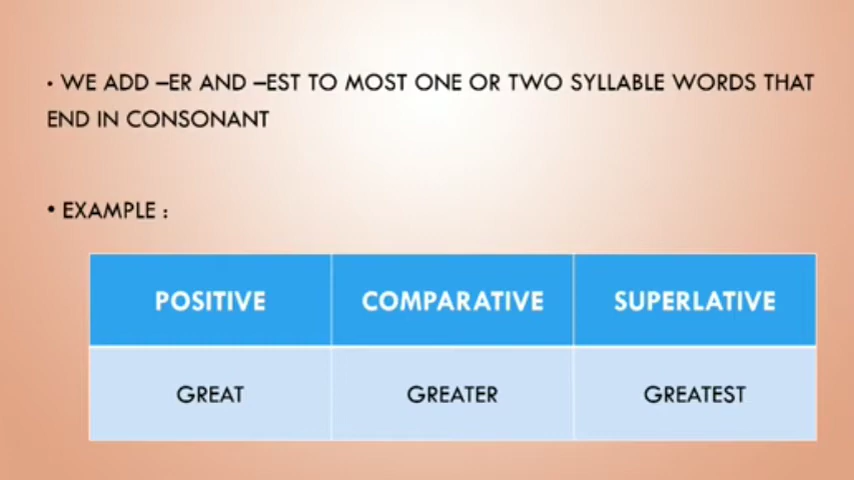 • WE ADD –ER AND –EST TO MOST ONE OR TWO SYLLABLE WORDS THAT
END IN CONSONANT
• EXAMPLE :
POSITIVE COMPARATIVE SUPERLATIVE
GREAT GREATER GREATEST